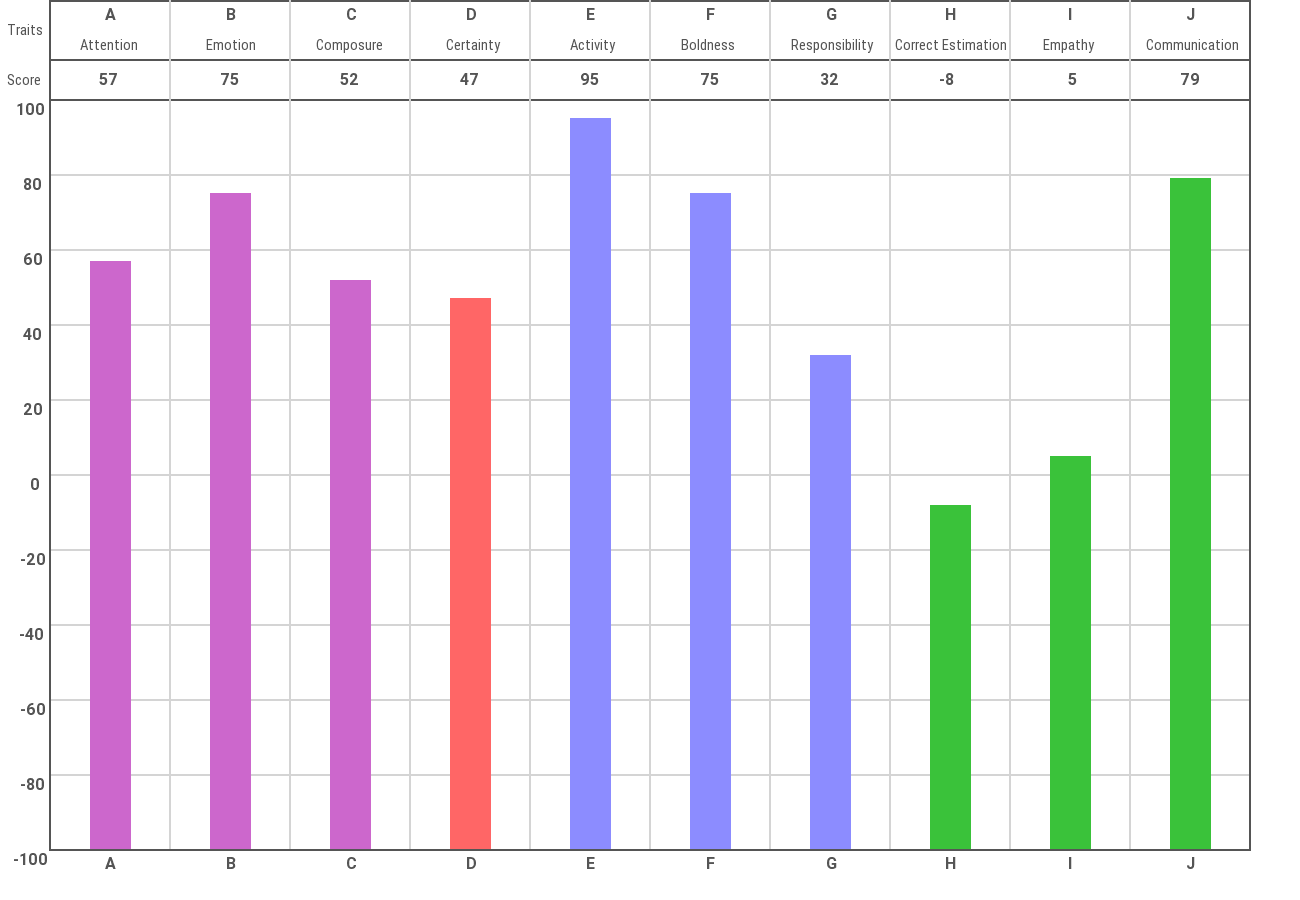 Traits
A B C D E F G H I J
Attention Emotion Composure Certainty Activity Boldness Responsibility Correct Estimation Empathy Communication
Score 57 75 52 47 95 75 32 -8 5 79
100
80
60
40
20
0
-20
-40
-60
-80
-100
A B C D E F G H I J